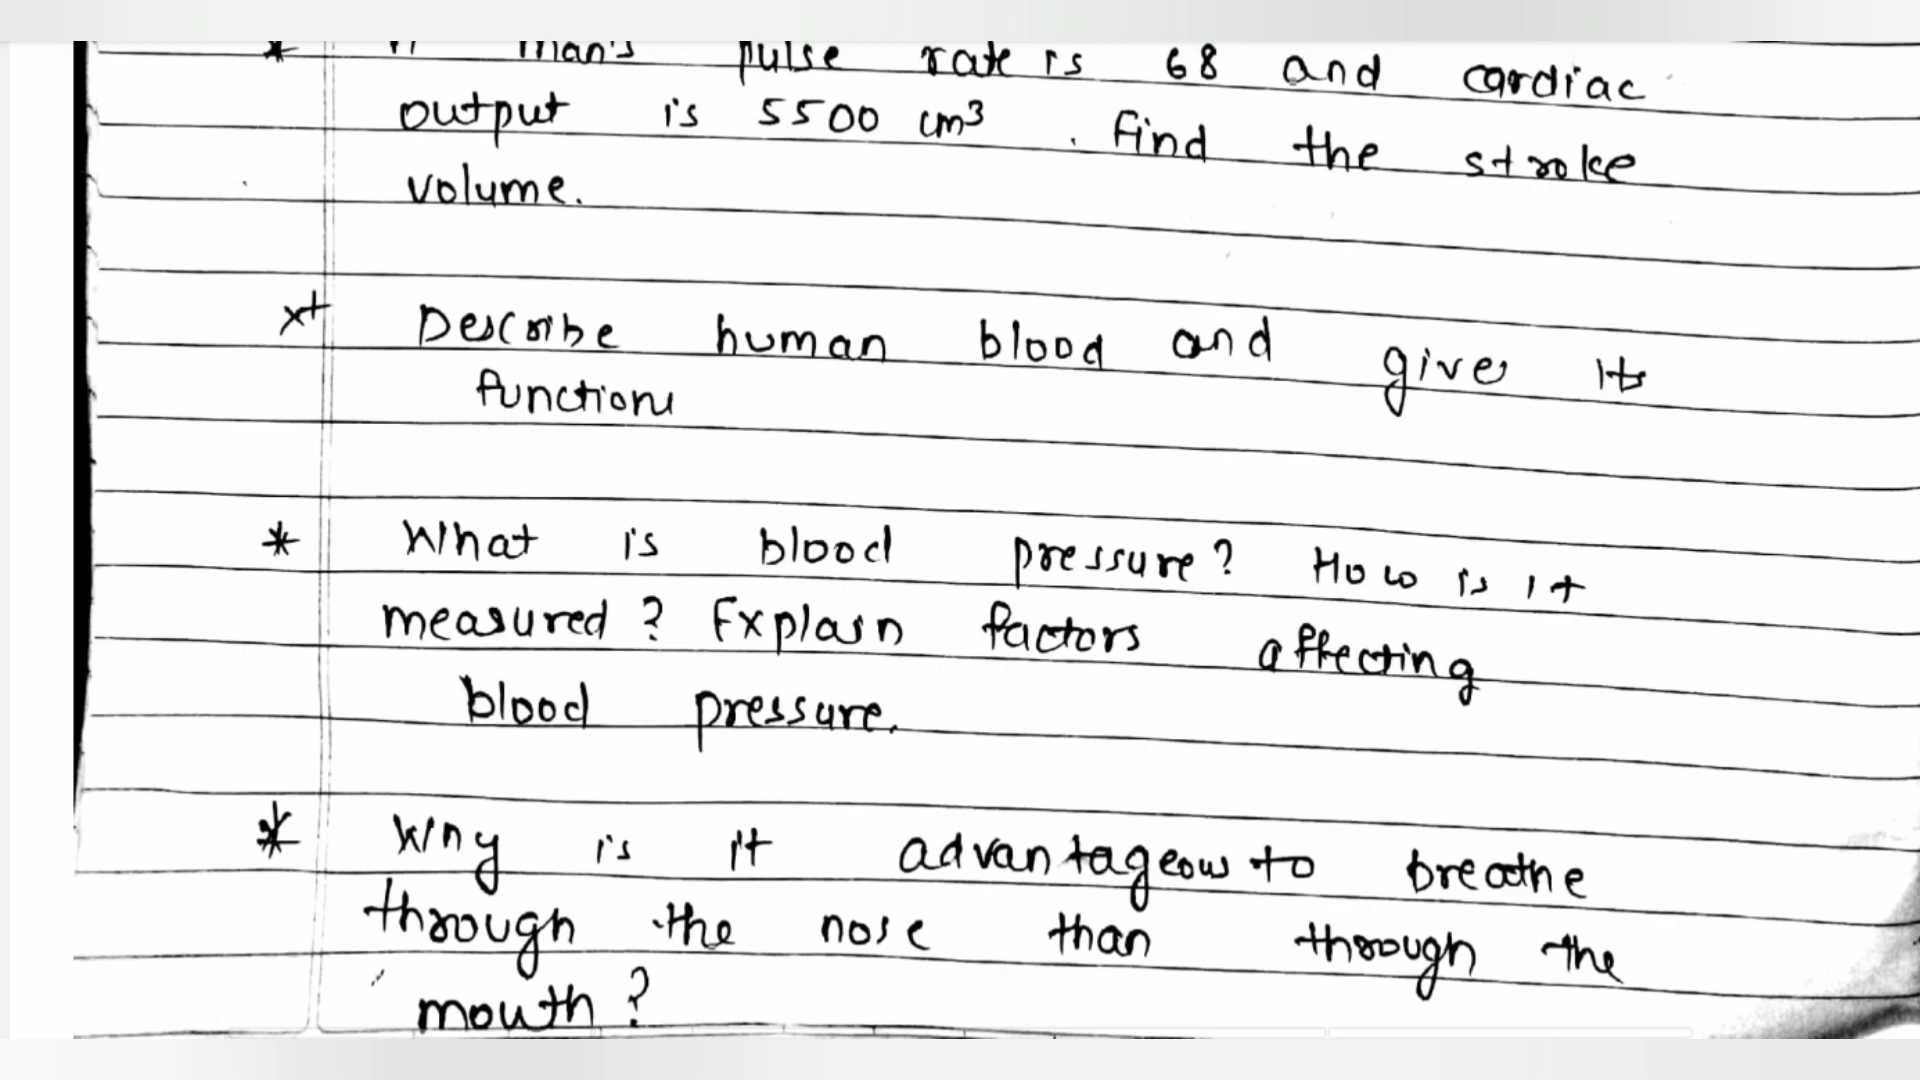 * If man's pulse rate is 68 and cardiac
output is 5500 cm³. Find the stroke
volume.
Describe human blood and give its
functions
* What is blood pressure? How is it
measured? Explain factors affecting
blood pressure.
* Why is it advantageous to breathe
through the nose than through the
mouth?